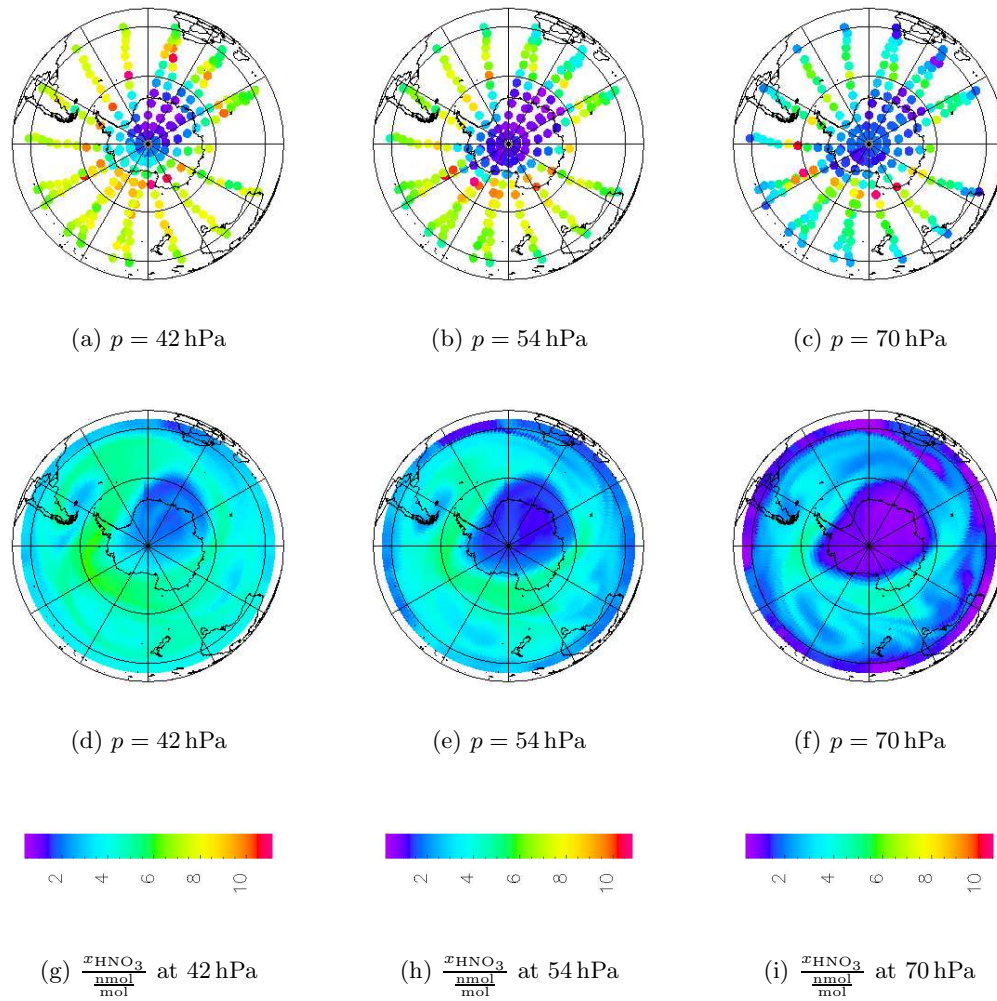 (a) p = 42 hPa
(b) p = 54 hPa
(c) p = 70 hPa
(d) p = 42 hPa
(e) p = 54 hPa
(f) p = 70 hPa
2 4 6 8 10
2 4 6 8 10
2 4 6 8 10
(g) x_HNO₃ / (nmol/mol) at 42 hPa
(h) x_HNO₃ / (nmol/mol) at 54 hPa
(i) x_HNO₃ / (nmol/mol) at 70 hPa